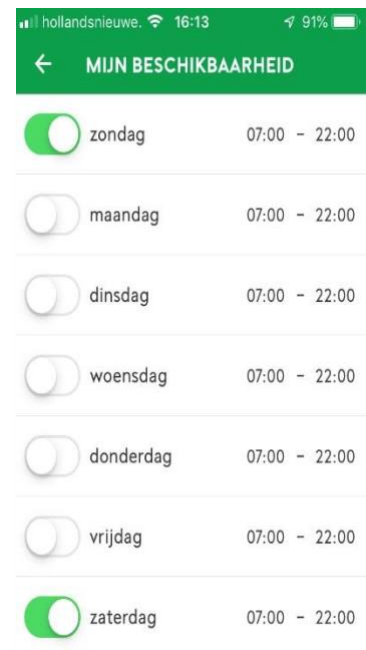 hollandsnieuwe. 16:13 91%
MIJN BESCHIKBAARHEID
zondag 07:00 - 22:00
maandag 07:00 - 22:00
dinsdag 07:00 - 22:00
woensdag 07:00 - 22:00
donderdag 07:00 - 22:00
vrijdag 07:00 - 22:00
zaterdag 07:00 - 22:00